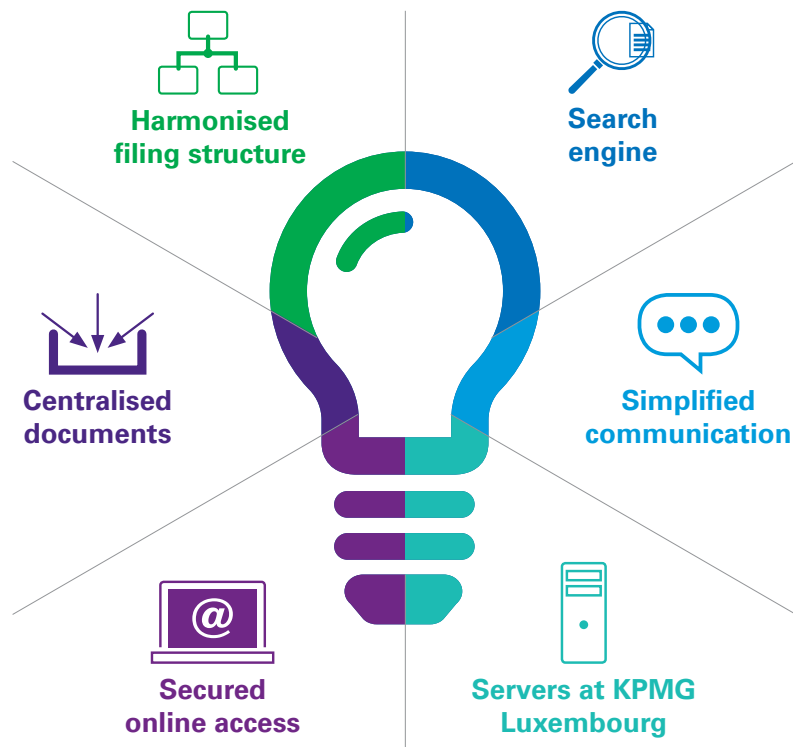 Harmonised
filing structure
Search
engine
Centralised
documents
Simplified
communication
@
Secured
online access
Servers at KPMG
Luxembourg